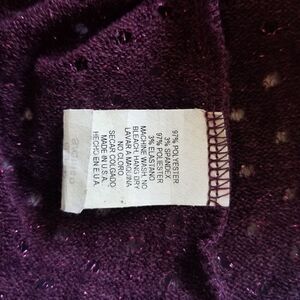 97% POLYESTER
3% SPANDEX
97% POLIESTER
3% ELASTANO
MACHINE WASH, NO
BLEACH, HANG DRY
LAVAR A MAQUINA
NO CLORO
SECAR COLGADO
MADE IN U.S.A.
HECHO EN E.U.A.